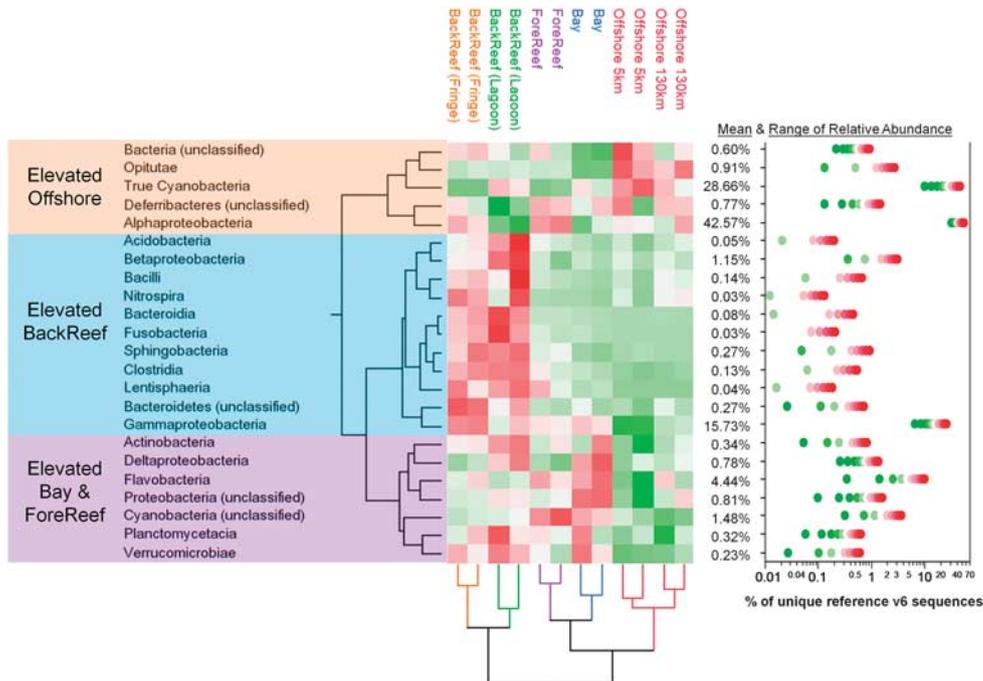 BackReef (Fringe)
BackReef (Fringe)
BackReef (Lagoon)
BackReef (Lagoon)
ForeReef
ForeReef
Bay
Bay
Offshore 5km
Offshore 5km
Offshore 130km
Offshore 130km
Mean & Range of Relative Abundance
Elevated
Offshore
Bacteria (unclassified) 0.60%
Opitutae 0.91%
True Cyanobacteria 28.66%
Deferribacteres (unclassified) 0.77%
Alphaproteobacteria 42.57%
Elevated
BackReef
Acidobacteria 0.05%
Betaproteobacteria 1.15%
Bacilli 0.14%
Nitrospira 0.03%
Bacteroidia 0.08%
Fusobacteria 0.03%
Sphingobacteria 0.27%
Clostridia 0.13%
Lentisphaeria 0.04%
Bacteroidetes (unclassified) 0.27%
Gammaproteobacteria 15.73%
Elevated
Bay &
ForeReef
Actinobacteria 0.34%
Deltaproteobacteria 0.78%
Flavobacteria 4.44%
Proteobacteria (unclassified) 0.81%
Cyanobacteria (unclassified) 1.48%
Planctomycetacia 0.32%
Verrucomicrobiae 0.23%
0.01 0.04 0.1 0.5 1 2 3 5 10 20 40 70
% of unique reference v6 sequences